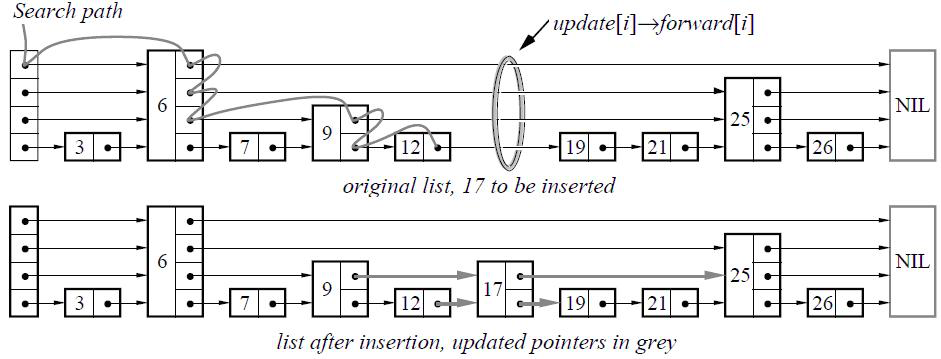 Search path
update[i]→forward[i]
3 6 7 9 12 19 21 25 26 NIL
original list, 17 to be inserted
3 6 7 9 12 17 19 21 25 26 NIL
list after insertion, updated pointers in grey